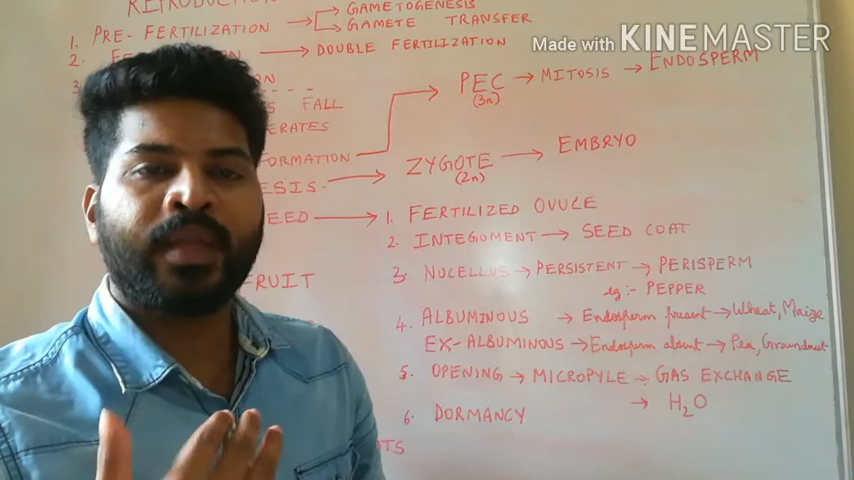 REPRODUCTION
GAMETOGENESIS
1. PRE-FERTILIZATION → GAMETE TRANSFER
2. → DOUBLE FERTILIZATION
Made with KINEMASTER
3
FALL
PEC → MITOSIS → ENDOSPERM
(3n)
ERATES
FORMATION
ZYGOTE → EMBRYO
(2n)
ESIS
EED → 1. FERTILIZED OVULE
2. INTEGUMENT → SEED COAT
FRUIT
3. NUCELLUS → PERSISTENT → PERISPERM
eg:- PEPPER
4. ALBUMINOUS → Endosperm present → Wheat, Maize
EX-ALBUMINOUS → Endosperm absent → Pea, Groundnut
5. OPENING → MICROPYLE → GAS EXCHANGE
→ H2O
6. DORMANCY
TS